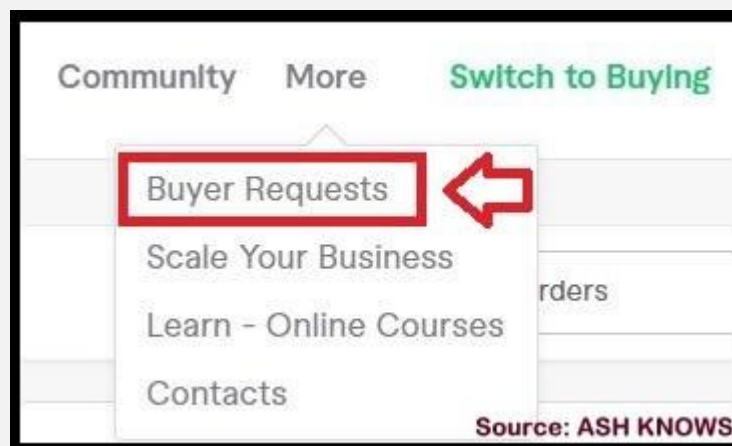 Community More Switch to Buying
Buyer Requests
Scale Your Business
rders
Learn - Online Courses
Contacts
Source: ASH KNOWS